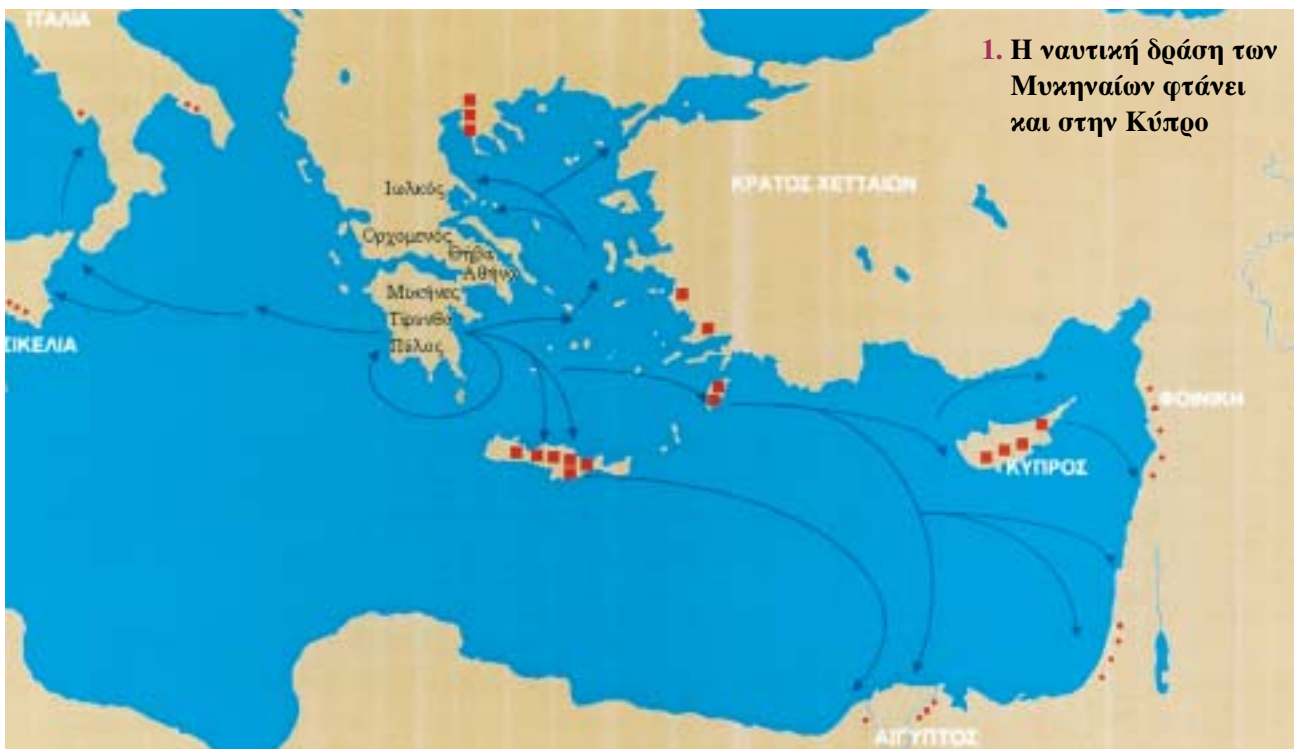 ΙΤΑΛΙΑ
1. Η ναυτική δράση των
Μυκηναίων φτάνει
και στην Κύπρο
ΚΡΑΤΟΣ ΧΕΤΤΑΙΩΝ
Ιωλκός
Ορχομενός
Θήβα
Αθήνα
Μυκήνες
Τιρυνθα
Πύλος
ΣΙΚΕΛΙΑ
ΦΟΙΝΙΚΗ
ΚΥΠΡΟΣ
ΑΙΓΥΠΤΟΣ